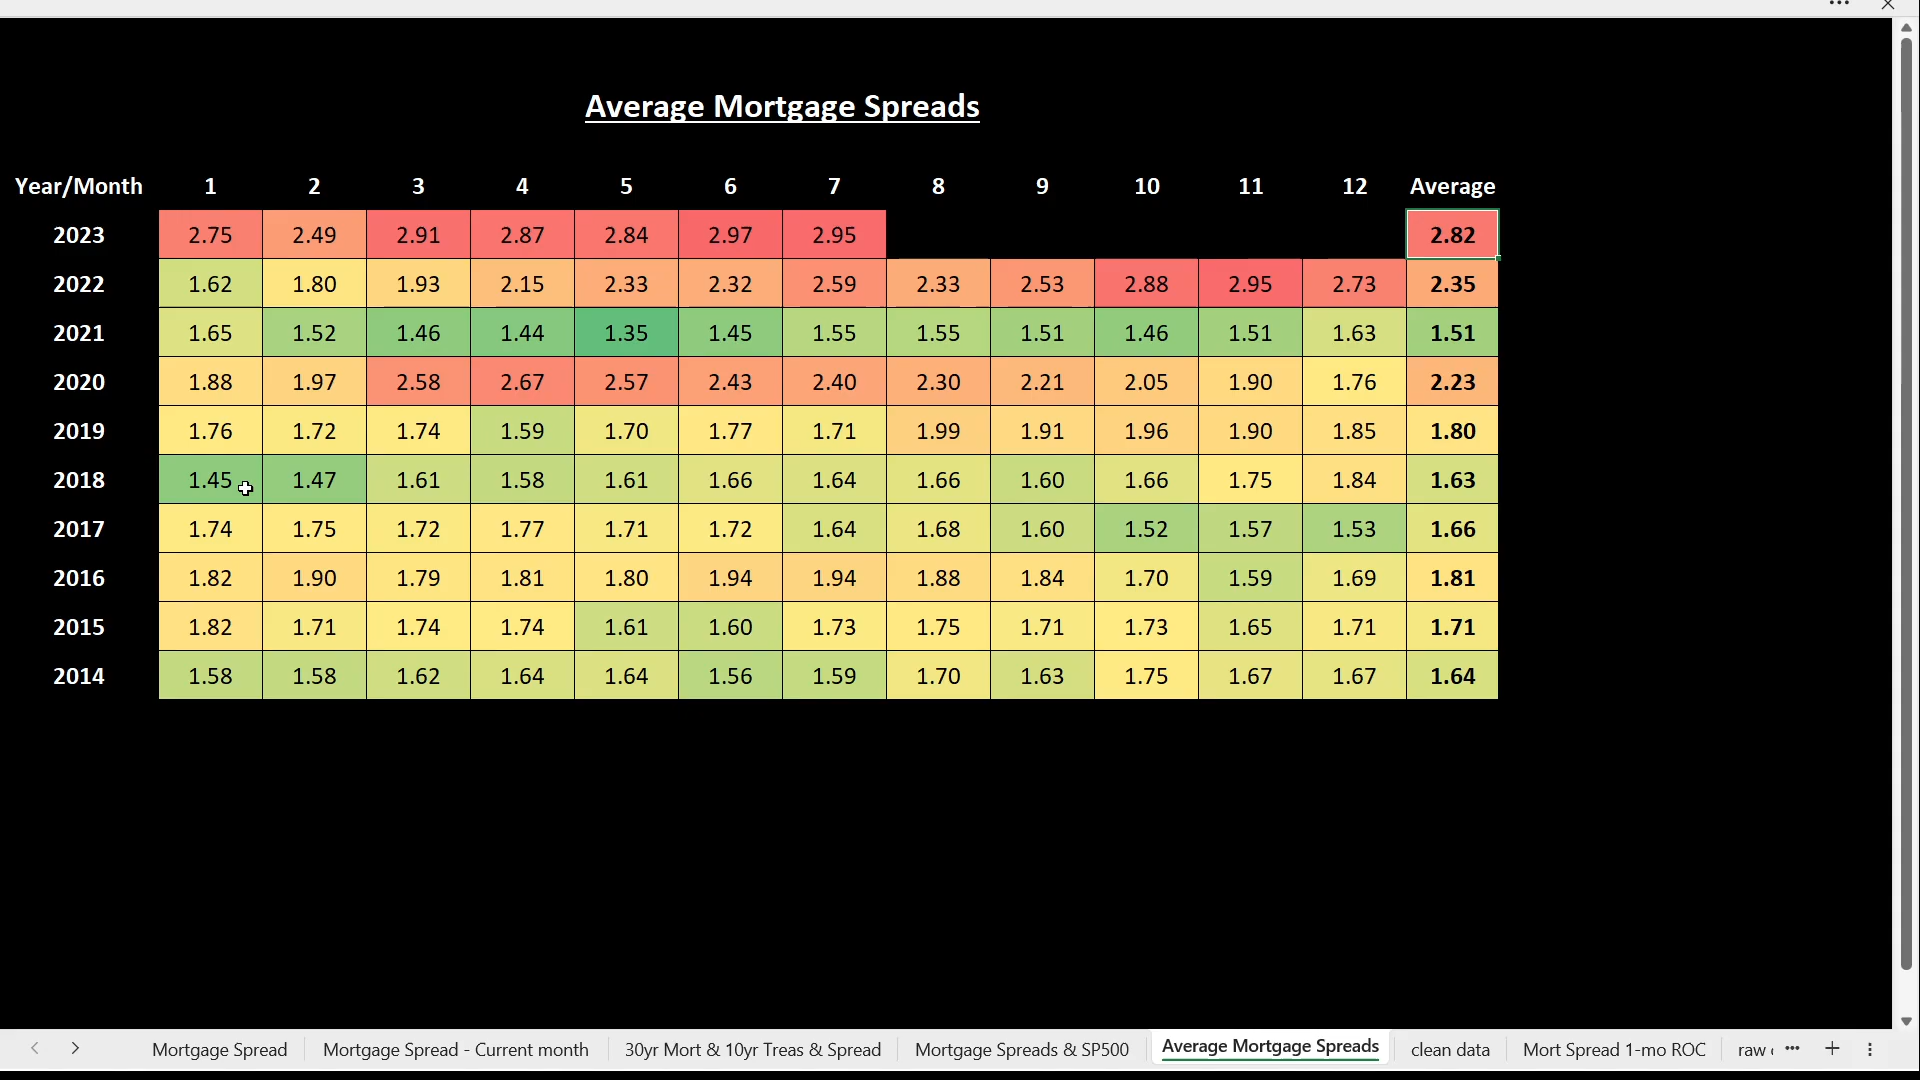 Average Mortgage Spreads
Year/Month 1 2 3 4 5 6 7 8 9 10 11 12 Average
2023 2.75 2.49 2.91 2.87 2.84 2.97 2.95 2.82
2022 1.62 1.80 1.93 2.15 2.33 2.32 2.59 2.33 2.53 2.88 2.95 2.73 2.35
2021 1.65 1.52 1.46 1.44 1.35 1.45 1.55 1.55 1.51 1.46 1.51 1.63 1.51
2020 1.88 1.97 2.58 2.67 2.57 2.43 2.40 2.30 2.21 2.05 1.90 1.76 2.23
2019 1.76 1.72 1.74 1.59 1.70 1.77 1.71 1.99 1.91 1.96 1.90 1.85 1.80
2018 1.45 1.47 1.61 1.58 1.61 1.66 1.64 1.66 1.60 1.66 1.75 1.84 1.63
2017 1.74 1.75 1.72 1.77 1.71 1.72 1.64 1.68 1.60 1.52 1.57 1.53 1.66
2016 1.82 1.90 1.79 1.81 1.80 1.94 1.94 1.88 1.84 1.70 1.59 1.69 1.81
2015 1.82 1.71 1.74 1.74 1.61 1.60 1.73 1.75 1.71 1.73 1.65 1.71 1.71
2014 1.58 1.58 1.62 1.64 1.64 1.56 1.59 1.70 1.63 1.75 1.67 1.67 1.64
Mortgage Spread Mortgage Spread - Current month 30yr Mort & 10yr Treas & Spread Mortgage Spreads & SP500 Average Mortgage Spreads clean data Mort Spread 1-mo ROC raw